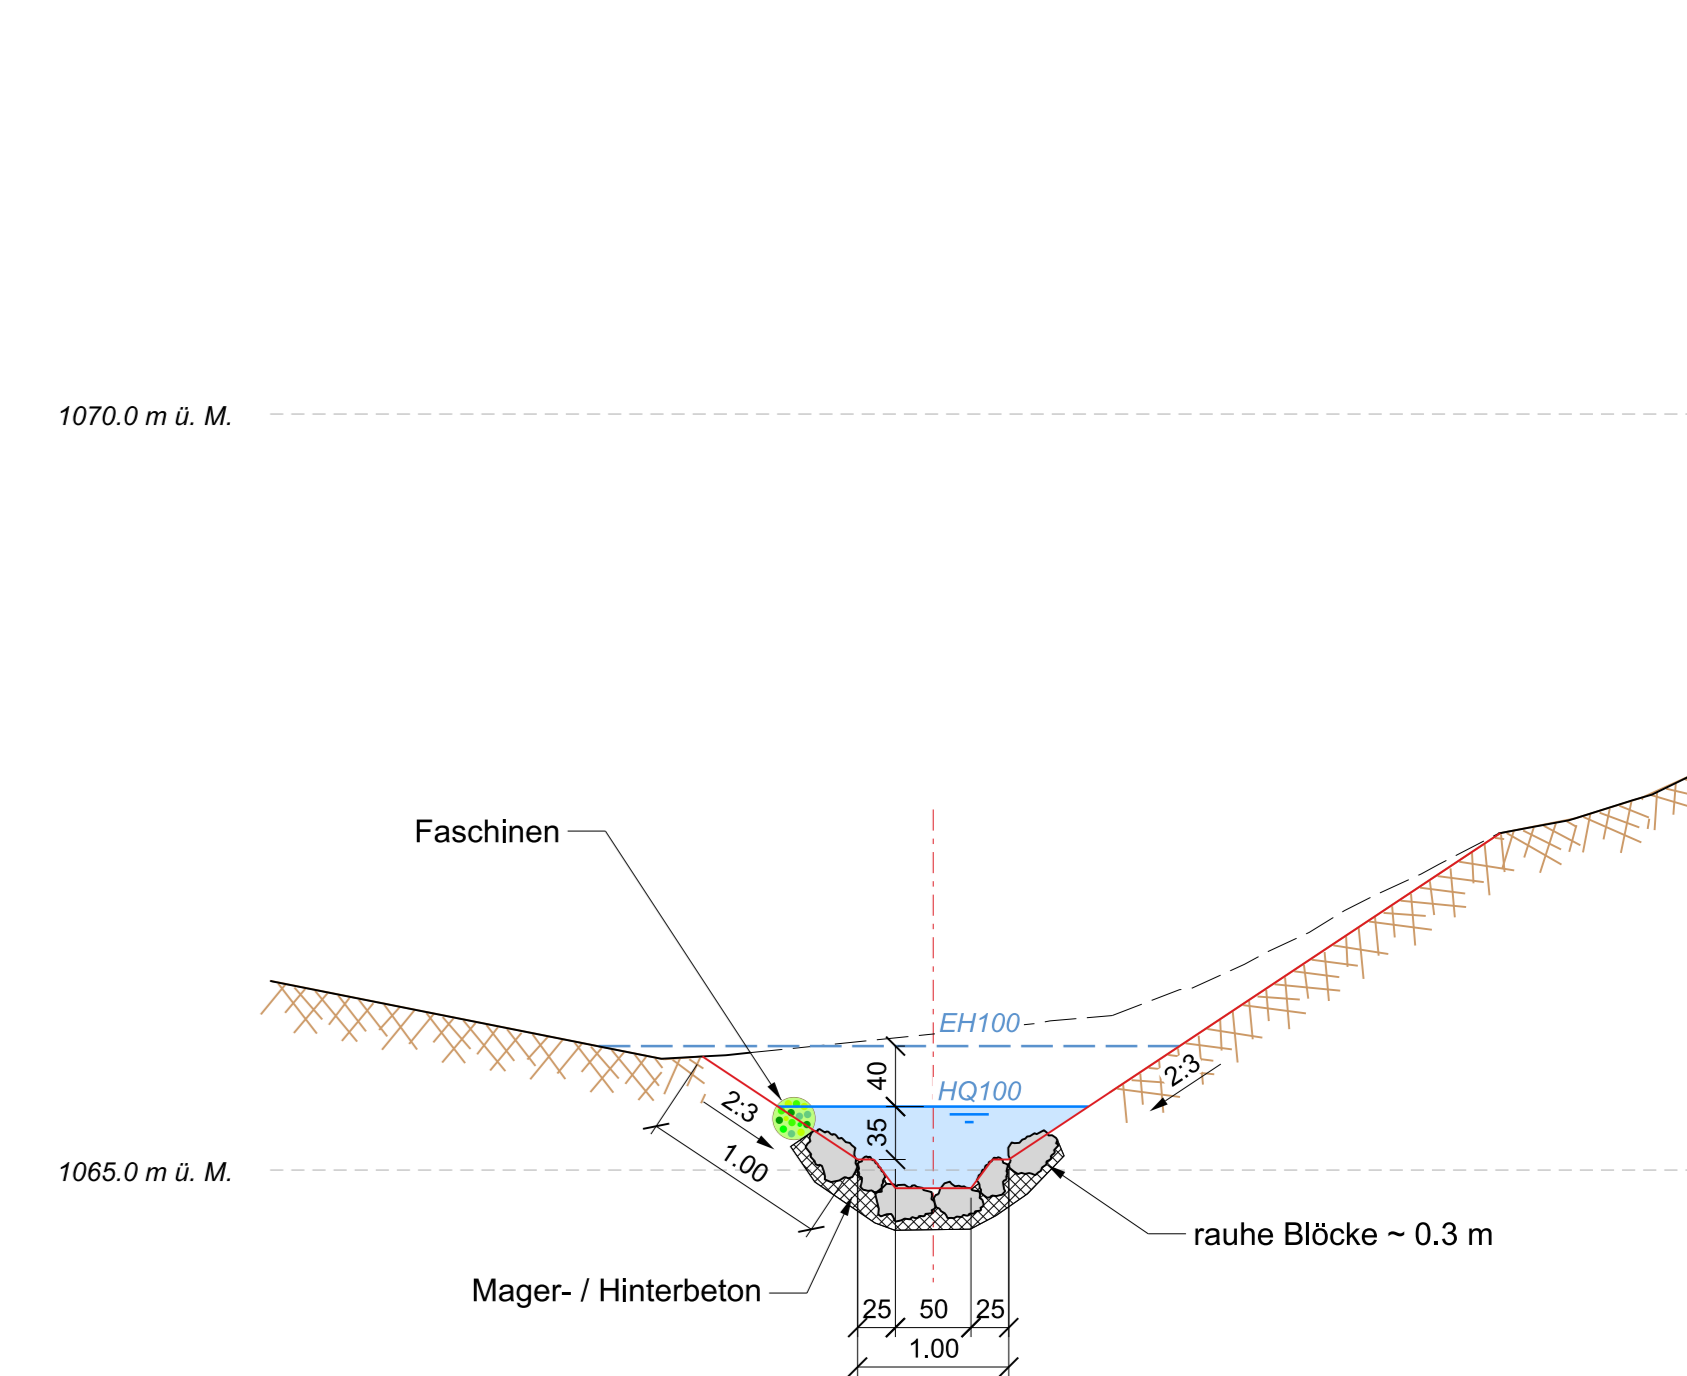 1070.0 m ü. M.
Faschinen
EH100
40
HQ100
2:3
2:3
35
1.00
1065.0 m ü. M.
rauhe Blöcke ~ 0.3 m
Mager- / Hinterbeton
25 50 25
1.00